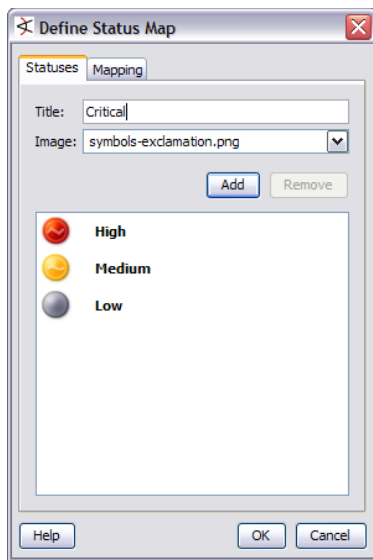 Define Status Map
Statuses Mapping
Title: Critical
Image: symbols-exclamation.png
Add Remove
High
Medium
Low
Help OK Cancel